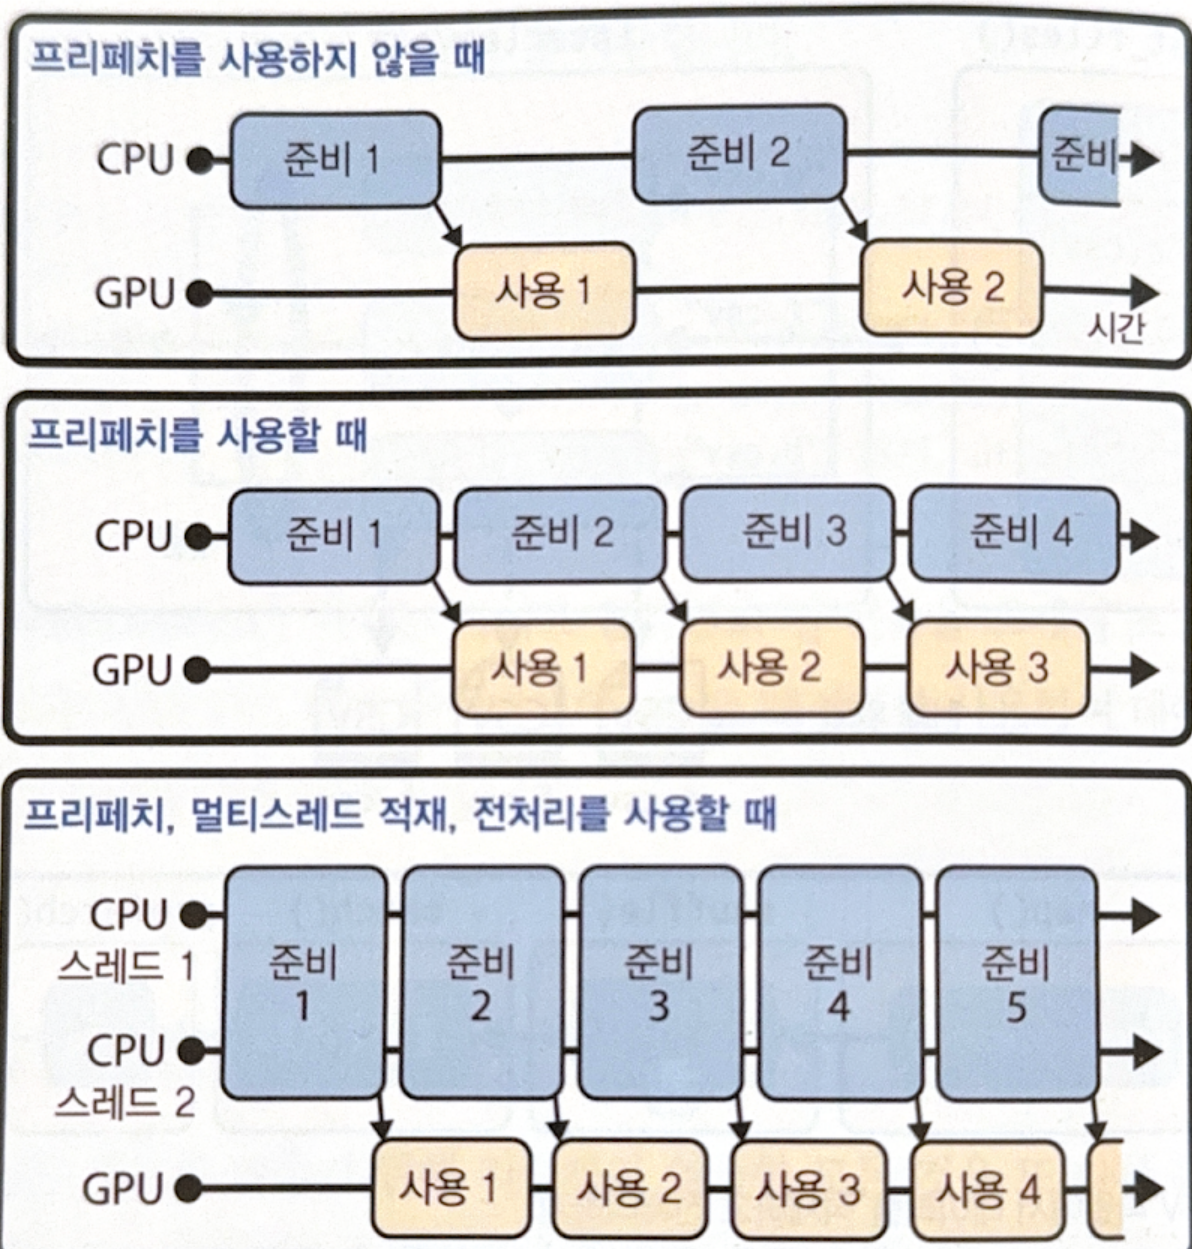 프리페치를 사용하지 않을 때
CPU 준비 1 준비 2 준비
GPU 사용 1 사용 2
시간
프리페치를 사용할 때
CPU 준비 1 준비 2 준비 3 준비 4
GPU 사용 1 사용 2 사용 3
프리페치, 멀티스레드 적재, 전처리를 사용할 때
CPU
스레드 1
준비 준비 준비 준비 준비
1 2 3 4 5
CPU
스레드 2
GPU 사용 1 사용 2 사용 3 사용 4